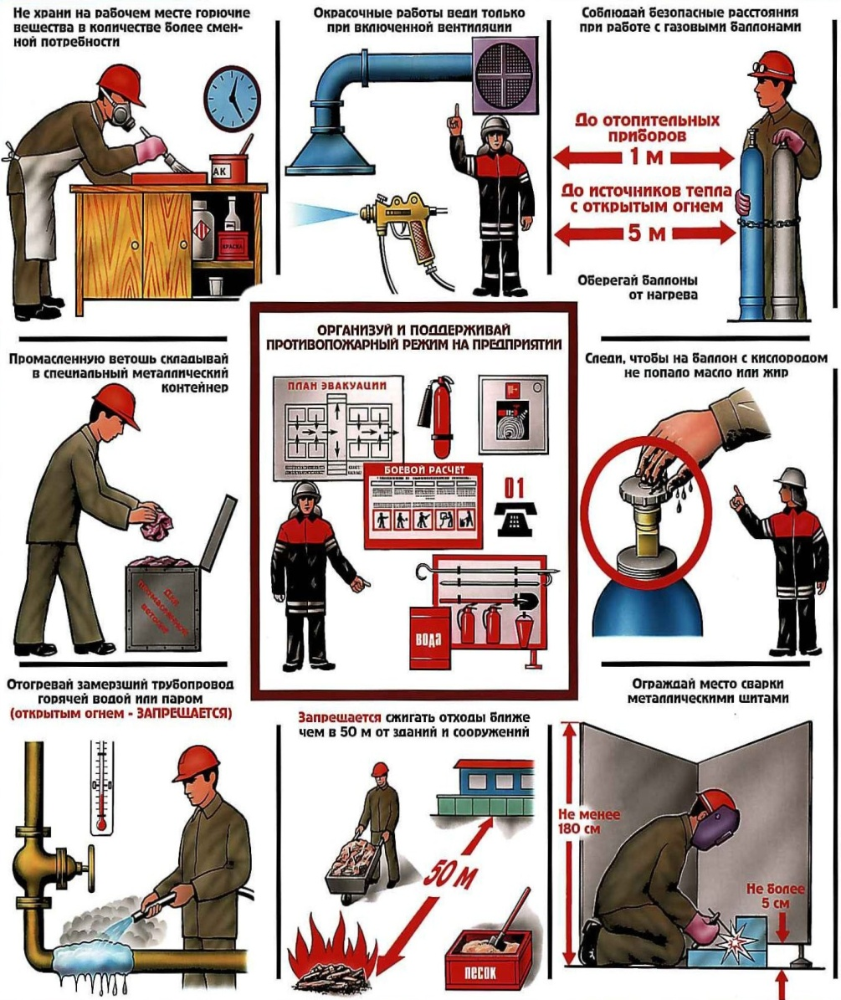 Не храни на рабочем месте горючие
вещества в количестве более смен-
ной потребности
АК
КРАСКА
Окрасочные работы веди только
при включенной вентиляции
Соблюдай безопасные расстояния
при работе с газовыми баллонами
До отопительных
приборов
1 м
До источников тепла
с открытым огнем
5 м
Оберегай баллоны
от нагрева
Промасленную ветошь складывай
в специальный металлический
контейнер
Для
промасленной
ветоши
ОРГАНИЗУЙ И ПОДДЕРЖИВАЙ
ПРОТИВОПОЖАРНЫЙ РЕЖИМ НА ПРЕДПРИЯТИИ
ПЛАН ЭВАКУАЦИИ
БОЕВОЙ РАСЧЕТ
01
ВОДА
Следи, чтобы на баллон с кислородом
не попало масло или жир
Отогревай замерзший трубопровод
горячей водой или паром
(открытым огнем - ЗАПРЕЩАЕТСЯ)
0
0
Запрещается сжигать отходы ближе
чем в 50 м от зданий и сооружений
50 М
ПЕСОК
Ограждай место сварки
металлическими щитами
Не менее
180 см
Не более
5 см